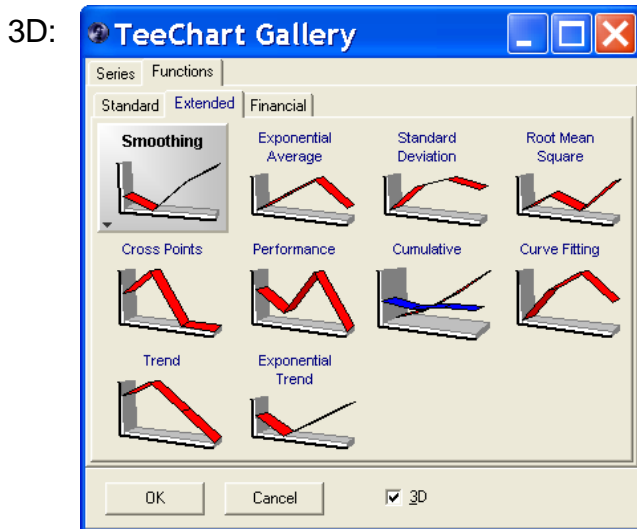 3D:
TeeChart Gallery
Series Functions
Standard Extended Financial
Smoothing
Exponential
Average
Standard
Deviation
Root Mean
Square
Cross Points
Performance
Cumulative
Curve Fitting
Trend
Exponential
Trend
OK
Cancel
3D